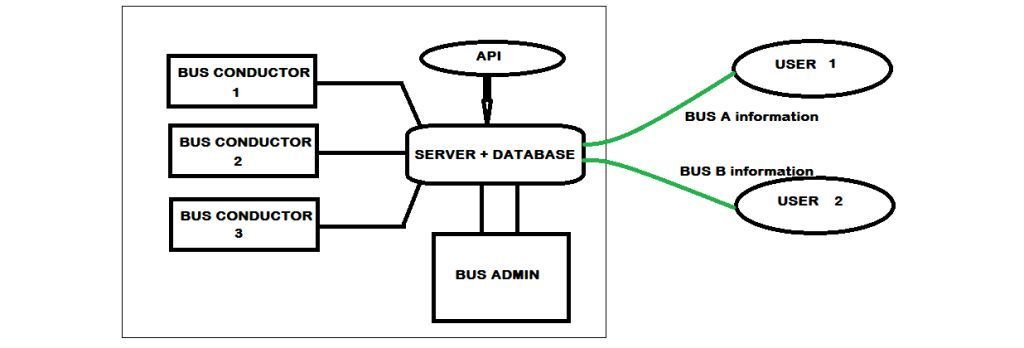 BUS CONDUCTOR
1
BUS CONDUCTOR
2
BUS CONDUCTOR
3
API
SERVER + DATABASE
BUS ADMIN
USER 1
BUS A information
BUS B information
USER 2